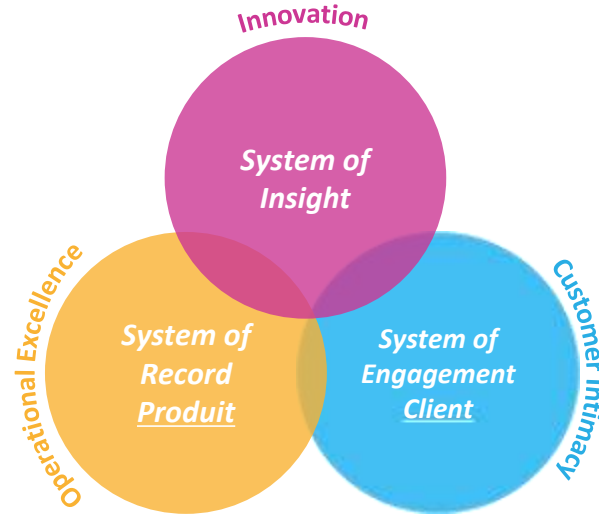 Innovation
System of
Insight
Operational Excellence
System of
Record
Produit
System of
Engagement
Client
Customer Intimacy